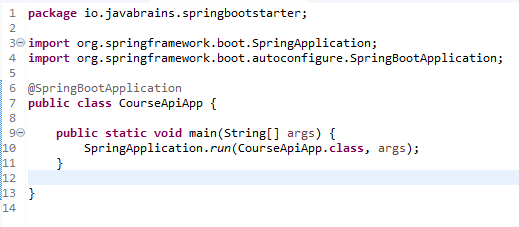 1 package io.javabrains.springbootstarter;
2
3 import org.springframework.boot.SpringApplication;
4 import org.springframework.boot.autoconfigure.SpringBootApplication;
5
6 @SpringBootApplication
7 public class CourseApiApp {
8
9     public static void main(String[] args) {
10         SpringApplication.run(CourseApiApp.class, args);
11     }
12
13 }
14